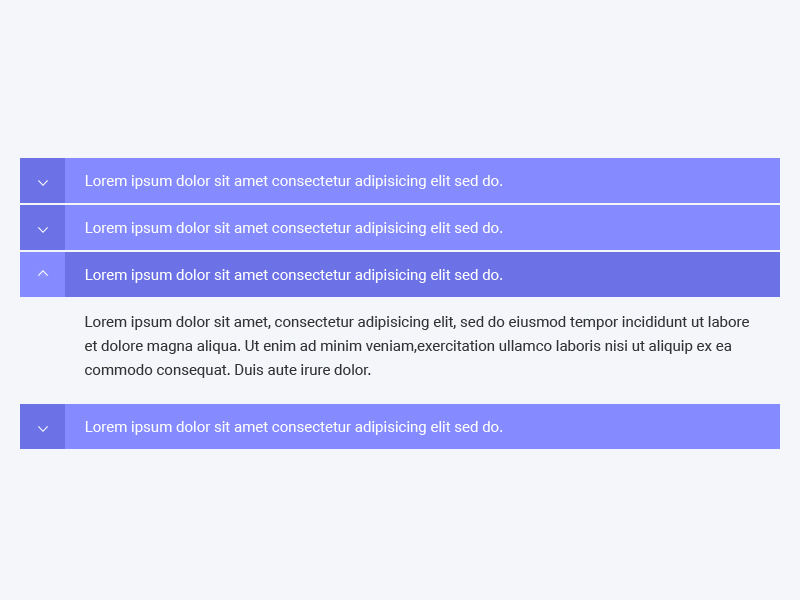 Lorem ipsum dolor sit amet consectetur adipisicing elit sed do.
Lorem ipsum dolor sit amet consectetur adipisicing elit sed do.
Lorem ipsum dolor sit amet consectetur adipisicing elit sed do.
Lorem ipsum dolor sit amet, consectetur adipisicing elit, sed do eiusmod tempor incididunt ut labore
et dolore magna aliqua. Ut enim ad minim veniam,exercitation ullamco laboris nisi ut aliquip ex ea
commodo consequat. Duis aute irure dolor.
Lorem ipsum dolor sit amet consectetur adipisicing elit sed do.